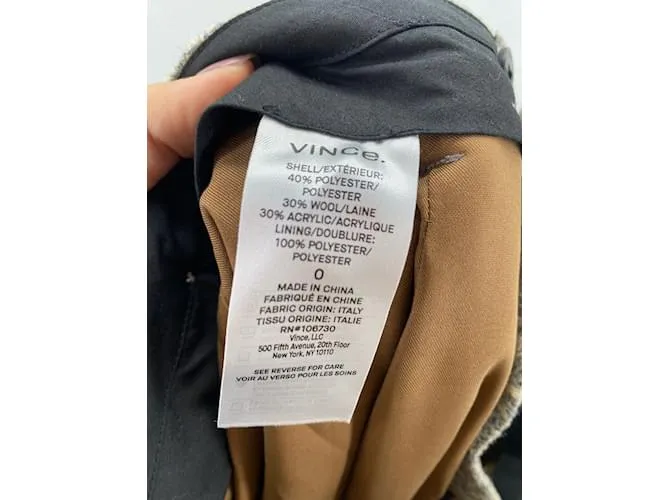 VINCE.
SHELL/EXTÉRIEUR:
40% POLYESTER/
POLYESTER
30% WOOL/LAINE
30% ACRYLIC/ACRYLIQUE
LINING/DOUBLURE:
100% POLYESTER/
POLYESTER
0
MADE IN CHINA
FABRIQUÉ EN CHINE
FABRIC ORIGIN: ITALY
TISSU ORIGINE: ITALIE
RN#106730
Vince, LLC
500 Fifth Avenue, 20th Floor
New York, NY 10110
SEE REVERSE FOR CARE
VOIR AU VERSO POUR LES SOINS